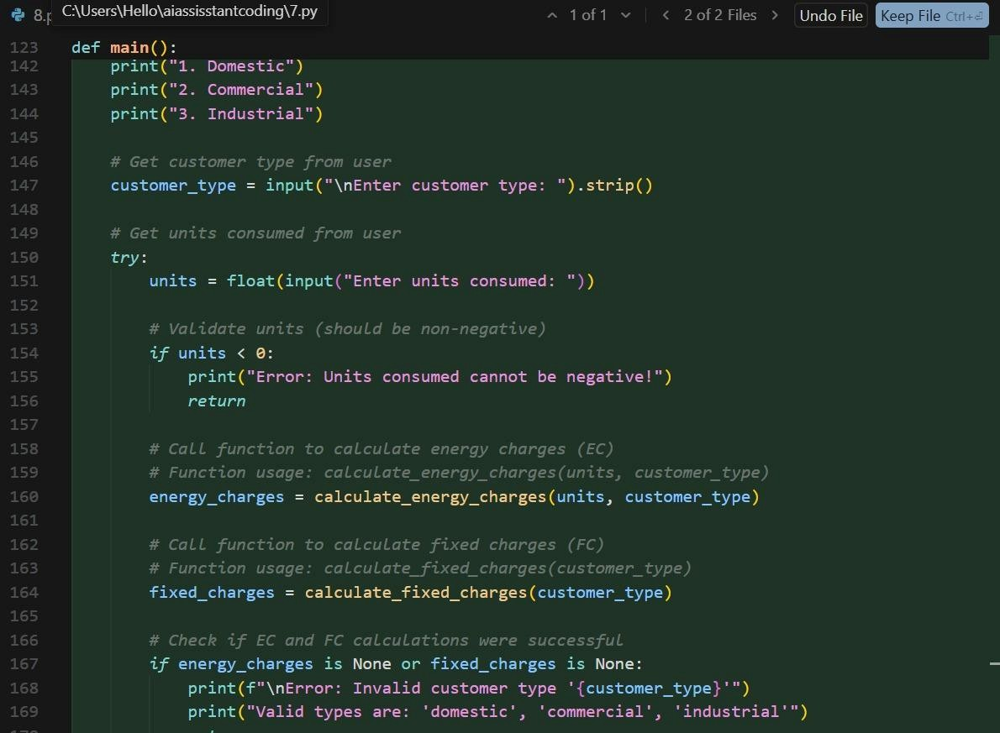 8.p C:\Users\Hello\aiassisstantcoding\7.py 1 of 1 2 of 2 Files Undo File Keep File Ctrl+⏎
123 def main():
142 print("1. Domestic")
143 print("2. Commercial")
144 print("3. Industrial")
145
146 # Get customer type from user
147 customer_type = input("\nEnter customer type: ").strip()
148
149 # Get units consumed from user
150 try:
151 units = float(input("Enter units consumed: "))
152
153 # Validate units (should be non-negative)
154 if units < 0:
155 print("Error: Units consumed cannot be negative!")
156 return
157
158 # Call function to calculate energy charges (EC)
159 # Function usage: calculate_energy_charges(units, customer_type)
160 energy_charges = calculate_energy_charges(units, customer_type)
161
162 # Call function to calculate fixed charges (FC)
163 # Function usage: calculate_fixed_charges(customer_type)
164 fixed_charges = calculate_fixed_charges(customer_type)
165
166 # Check if EC and FC calculations were successful
167 if energy_charges is None or fixed_charges is None:
168 print(f"\nError: Invalid customer type '{customer_type}'")
169 print("Valid types are: 'domestic', 'commercial', 'industrial'")